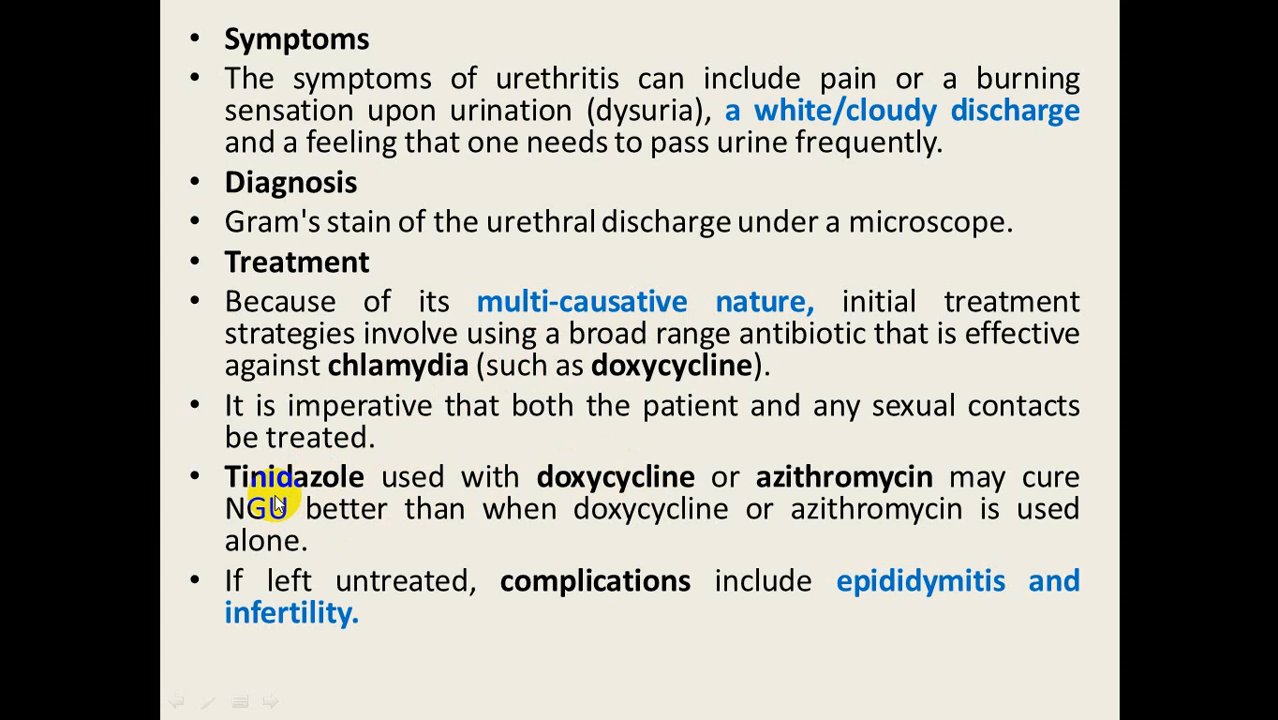 • Symptoms
• The symptoms of urethritis can include pain or a burning
sensation upon urination (dysuria), a white/cloudy discharge
and a feeling that one needs to pass urine frequently.
• Diagnosis
• Gram's stain of the urethral discharge under a microscope.
• Treatment
• Because of its multi-causative nature, initial treatment
strategies involve using a broad range antibiotic that is effective
against chlamydia (such as doxycycline).
• It is imperative that both the patient and any sexual contacts
be treated.
• Tinidazole used with doxycycline or azithromycin may cure
NGU better than when doxycycline or azithromycin is used
alone.
• If left untreated, complications include epididymitis and
infertility.